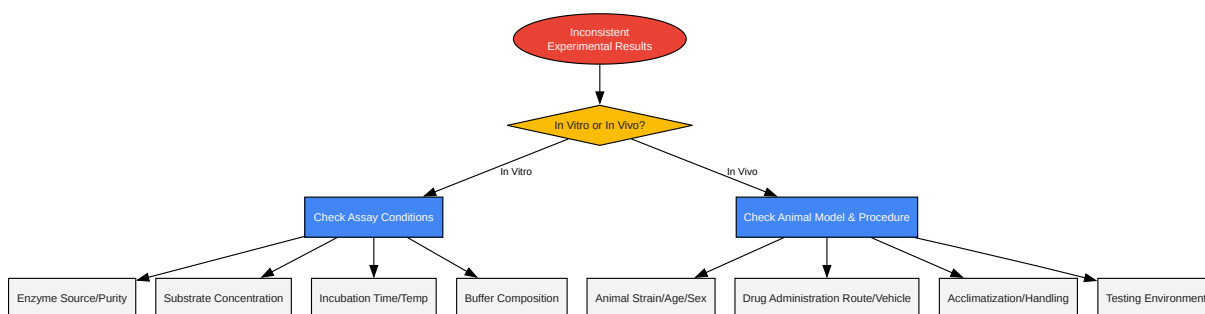 Inconsistent
Experimental Results
In Vitro or In Vivo?
In Vitro
In Vivo
Check Assay Conditions
Check Animal Model & Procedure
Enzyme Source/Purity
Substrate Concentration
Incubation Time/Temp
Buffer Composition
Animal Strain/Age/Sex
Drug Administration Route/Vehicle
Acclimatization/Handling
Testing Environment